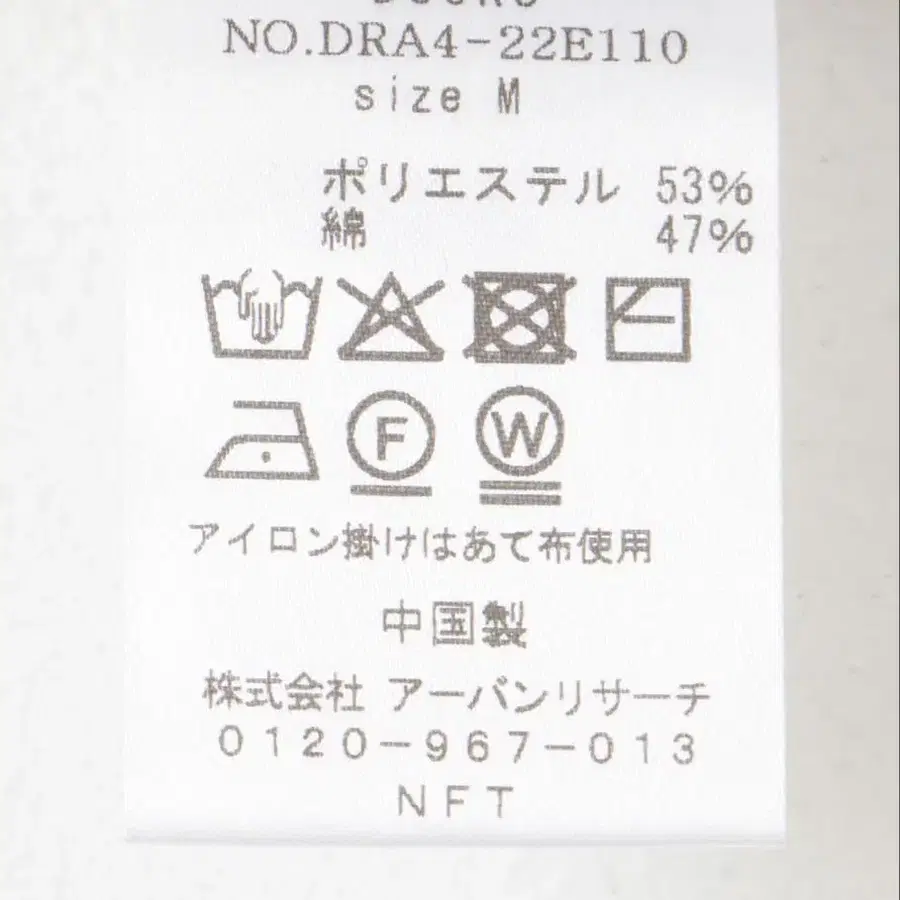 NO.DRA4-22E110
size M
ポリエステル 53%
綿 47%
F W
アイロン掛けはあて布使用
中国製
株式会社 アーバンリサーチ
0120-967-013
NFT